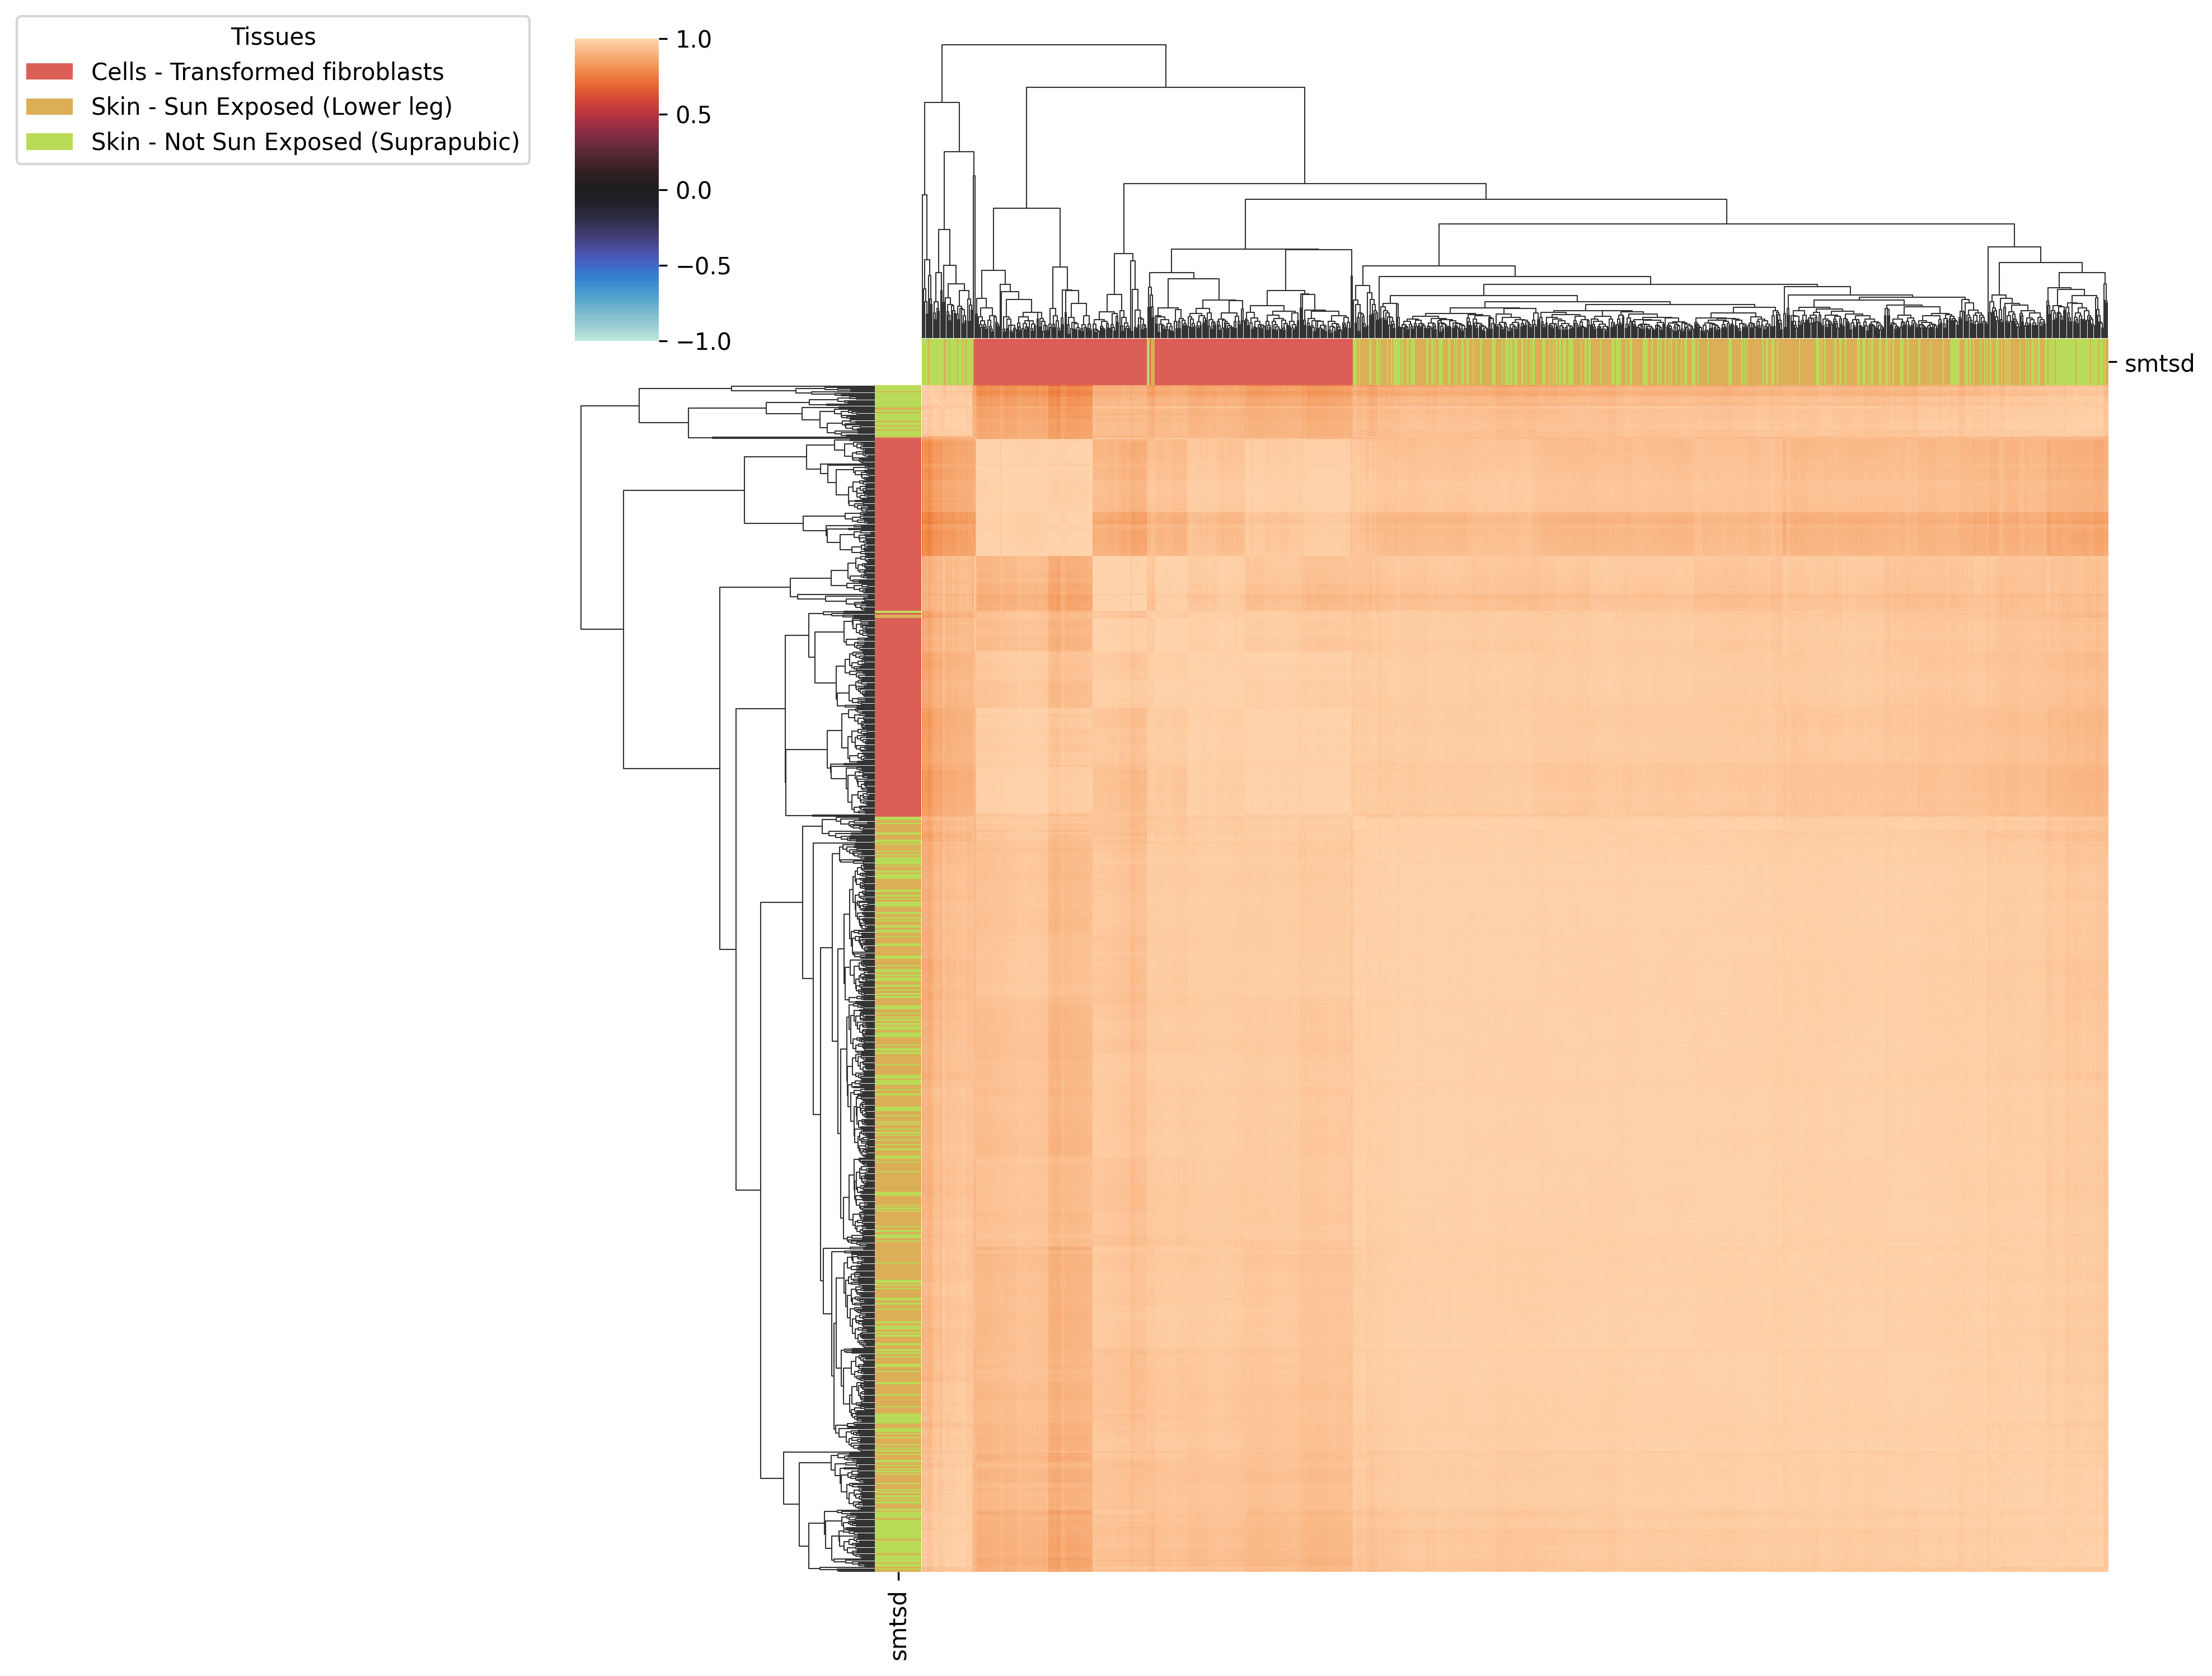 Tissues
Cells - Transformed fibroblasts
Skin - Sun Exposed (Lower leg)
Skin - Not Sun Exposed (Suprapubic)
1.0
0.5
0.0
−0.5
−1.0
smtsd
smtsd